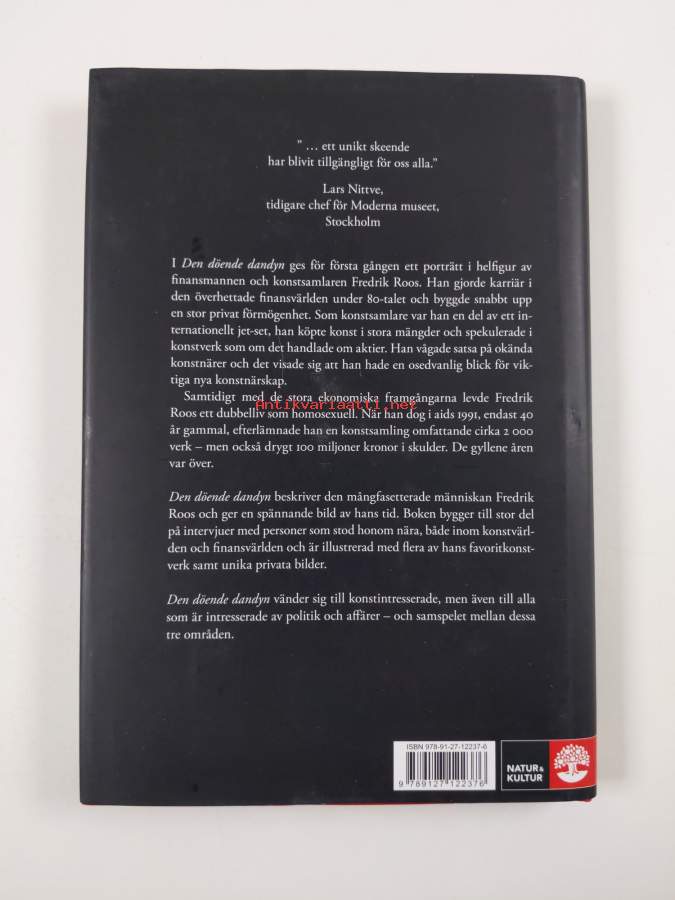 ” … ett unikt skeende
har blivit tillgängligt för oss alla.”
Lars Nittve,
tidigare chef för Moderna museet,
Stockholm
I Den döende dandyn ges för första gången ett porträtt i helfigur av
finansmannen och konstsamlaren Fredrik Roos. Han gjorde karriär i
den överhettade finansvärlden under 80-talet och byggde snabbt upp
en stor privat förmögenhet. Som konstsamlare var han en del av ett in-
ternationellt jet-set, han köpte konst i stora mängder och spekulerade i
konstverk som om det handlade om aktier. Han vågade satsa på okända
konstnärer och det visade sig att han hade en osedvanlig blick för vik-
tiga nya konstnärskap.
Samtidigt med de stora ekonomiska framgångarna levde Fredrik
Antikvariaatti.net
Roos ett dubbelliv som homosexuell. När han dog i aids 1991, endast 40
år gammal, efterlämnade han en konstsamling omfattande cirka 2 000
verk – men också drygt 100 miljoner kronor i skulder. De gyllene åren
var över.
Den döende dandyn beskriver den mångfasetterade människan Fredrik
Roos och ger en spännande bild av hans tid. Boken bygger till stor del
på intervjuer med personer som stod honom nära, både inom konstvärl-
den och finansvärlden och är illustrerad med flera av hans favoritkonst-
verk samt unika privata bilder.
Den döende dandyn vänder sig till konstintresserade, men även till alla
som är intresserade av politik och affärer – och samspelet mellan dessa
tre områden.
ISBN 978-91-27-12237-6
9 789127 122376
NATUR &
KULTUR